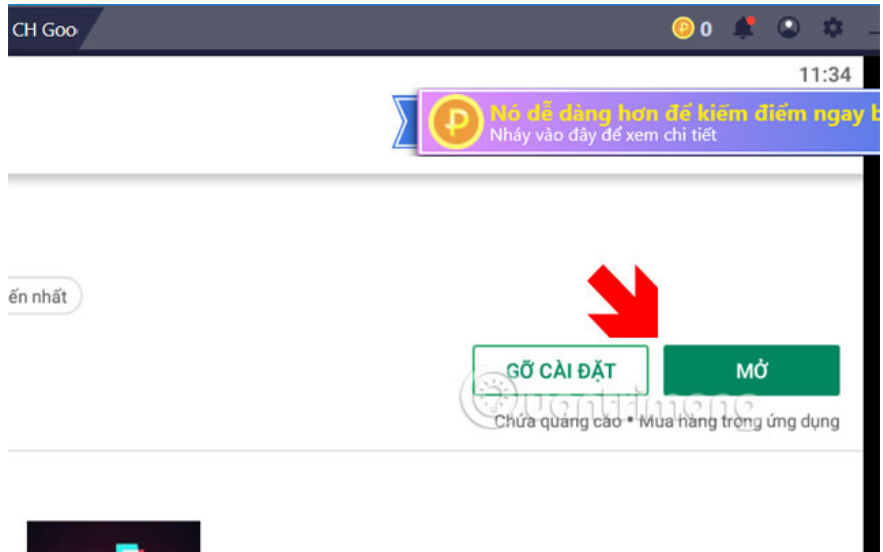 CH Goo
0
11:34
Nó dễ dàng hơn để kiếm điểm ngay b
Nháy vào đây để xem chi tiết
ến nhất
GỠ CÀI ĐẶT
MỞ
Quantrimang
Chứa quảng cáo • Mua hàng trong ứng dụng